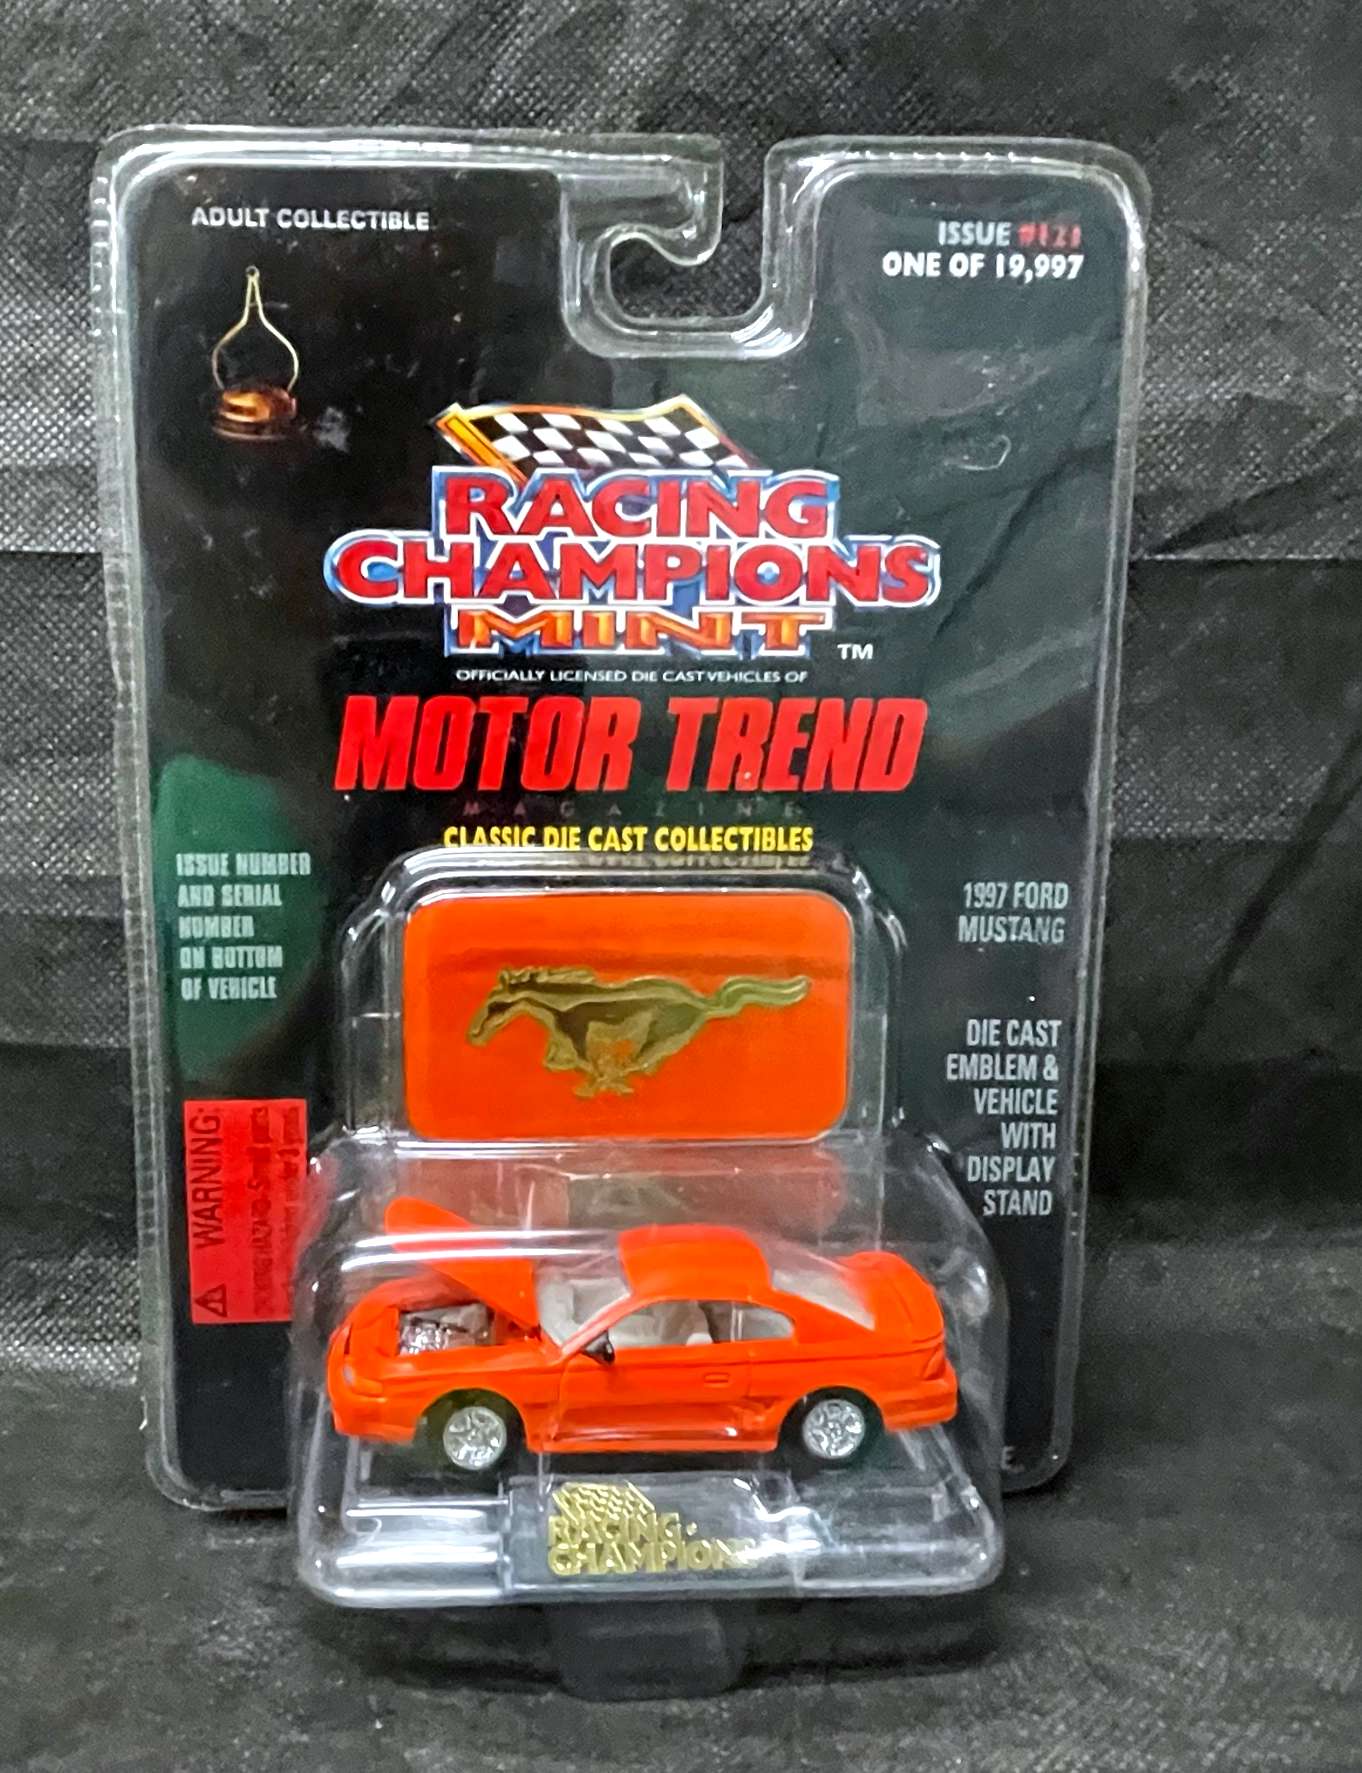 ADULT COLLECTIBLE
ISSUE #121
ONE OF 19,997
RACING
CHAMPIONS
MINT TM
OFFICIALLY LICENSED DIE CAST VEHICLES OF
MOTOR TREND
MAGAZINE
CLASSIC DIE CAST COLLECTIBLES
ISSUE NUMBER
AND SERIAL
NUMBER
ON BOTTOM
OF VEHICLE
1997 FORD
MUSTANG
DIE CAST
EMBLEM &
VEHICLE
WITH
DISPLAY
STAND
WARNING:
RACING
CHAMPIONS